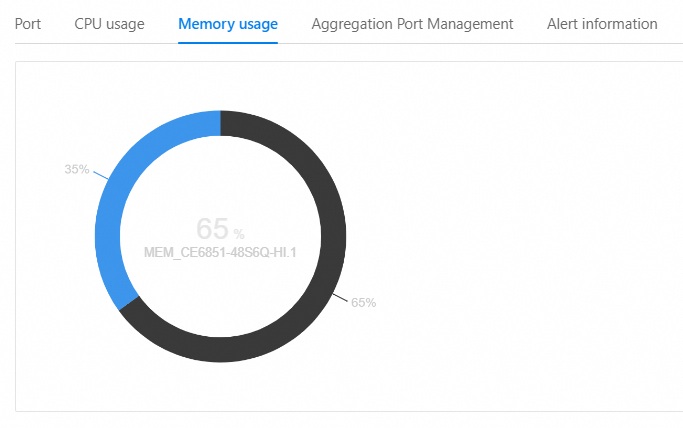 Port CPU usage Memory usage Aggregation Port Management Alert information
35%
65 %
MEM_CE6851-48S6Q-HI.1
65%